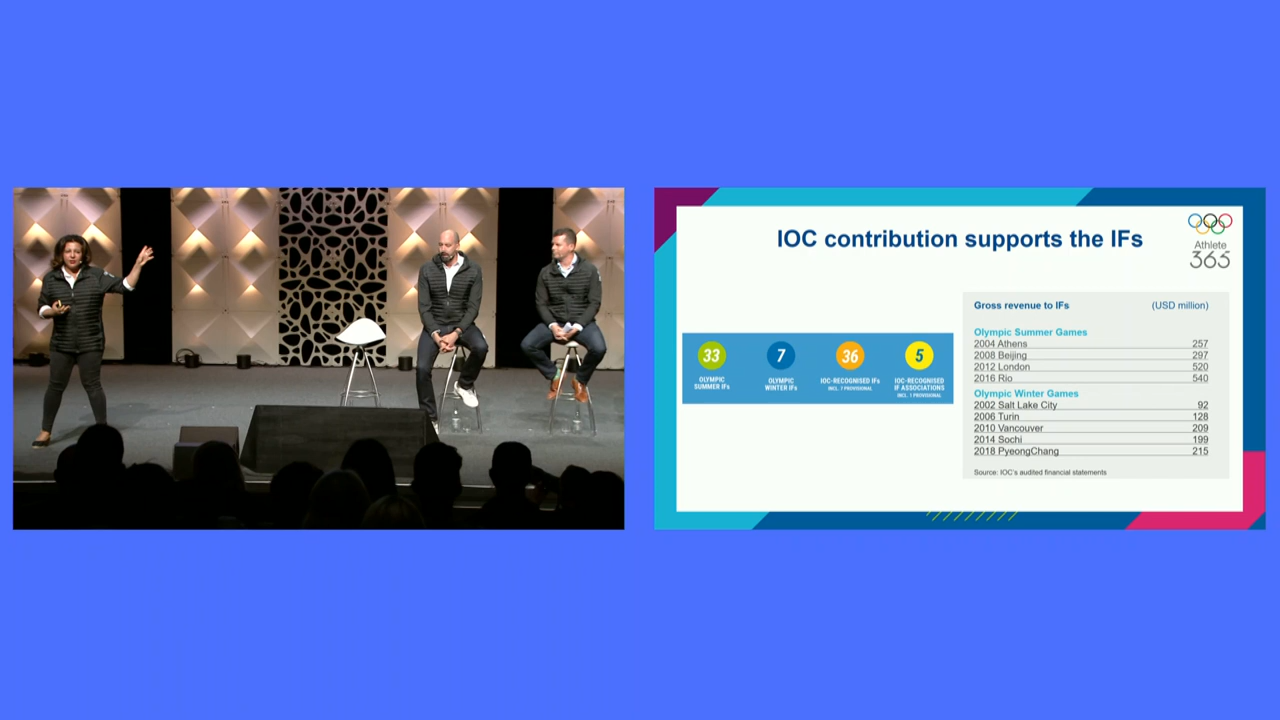 IOC contribution supports the IFs
Athlete
365
33
OLYMPIC
SUMMER IFs
7
OLYMPIC
WINTER IFs
36
IOC-RECOGNISED IFs
INCL. 7 PROVISIONAL
5
IOC-RECOGNISED
IF ASSOCIATIONS
INCL. 1 PROVISIONAL
Gross revenue to IFs (USD million)
Olympic Summer Games
2004 Athens 257
2008 Beijing 297
2012 London 520
2016 Rio 540
Olympic Winter Games
2002 Salt Lake City 92
2006 Turin 128
2010 Vancouver 209
2014 Sochi 199
2018 PyeongChang 215
Source: IOC's audited financial statements